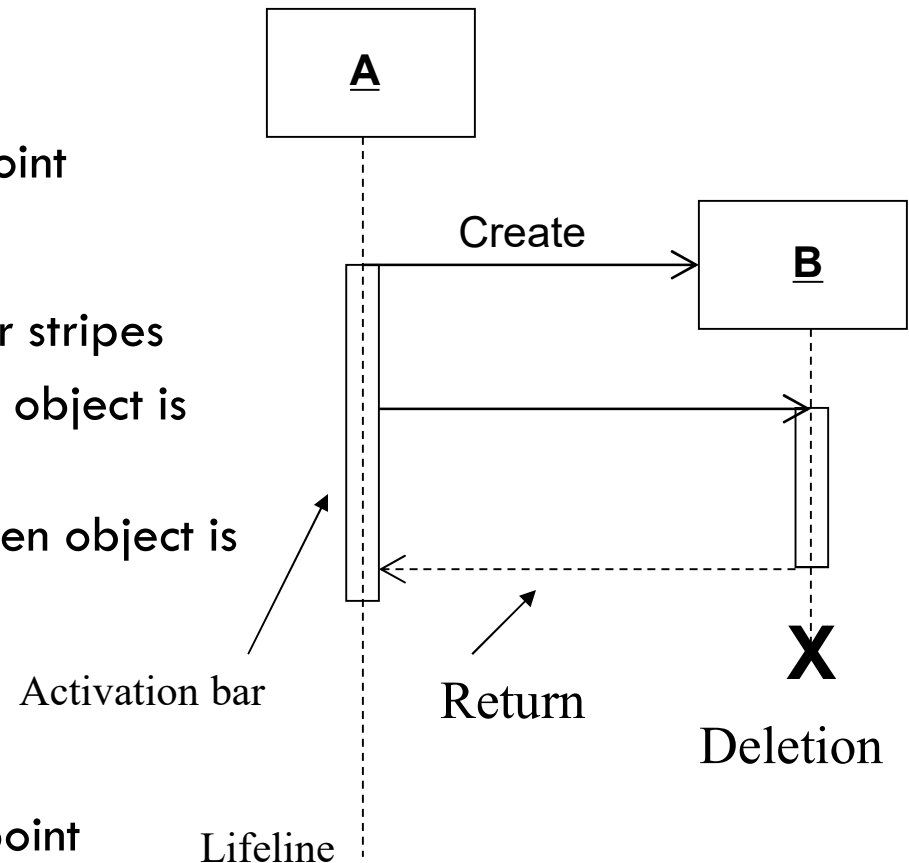 A
oint
Create
B
r stripes
object is
en object is
Activation bar
Return
X
Deletion
oint
Lifeline